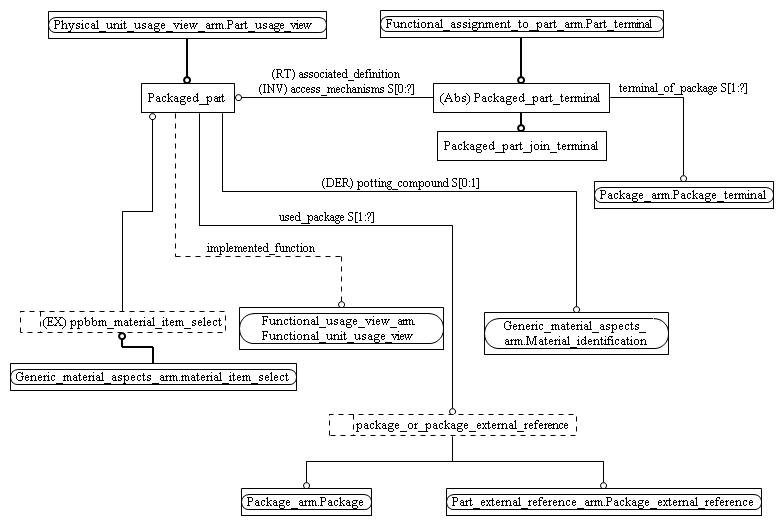 Physical_unit_usage_view_arm.Part_usage_view
Functional_assignment_to_part_arm.Part_terminal
(RT) associated_definition
(INV) access_mechanisms S[0:?]
terminal_of_package S[1:?]
Packaged_part
(Abs) Packaged_part_terminal
Packaged_part_join_terminal
(DER) potting_compound S[0:1]
Package_arm.Package_terminal
used_package S[1:?]
implemented_function
(EX) ppbbm_material_item_select
Functional_usage_view_arm.
Functional_unit_usage_view
Generic_material_aspects_
arm.Material_identification
Generic_material_aspects_arm.material_item_select
package_or_package_external_reference
Package_arm.Package
Part_external_reference_arm.Package_external_reference